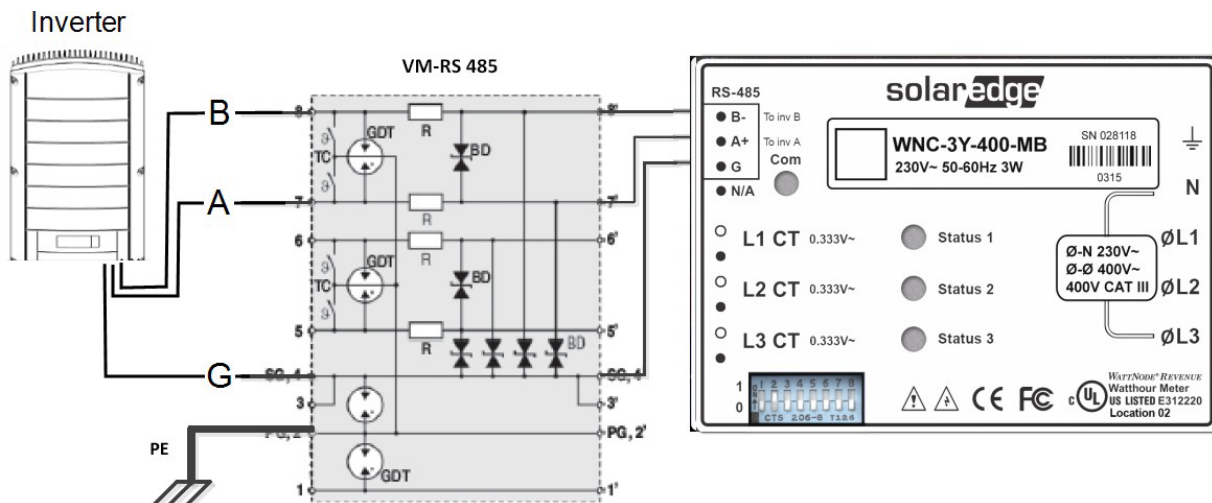 Inverter
VM-RS 485
B
A
G
8
GDT
R
8'
TC
BD
7
R
7'
6
R
6'
GDT
TC
BD
5
R
5'
BD
SG, 4
SG, 4'
3
3'
PE
PG, 2
PG, 2'
GDT
1
1'
solaredge
RS-485
B- To inv B
A+ To inv A
G
Com
N/A
WNC-3Y-400-MB
230V~ 50-60Hz 3W
SN 028118
0315
N
L1 CT 0.333V~
Status 1
ØL1
L2 CT 0.333V~
Status 2
ØL2
L3 CT 0.333V~
Status 3
ØL3
Ø-N 230V~
Ø-Ø 400V~
400V CAT III
1
0
1 2 3 4 5 6 7 8
CTS 206-8
CE FC
c UL US LISTED E312220
WATTNODE® REVENUE
Watthour Meter
Location 02